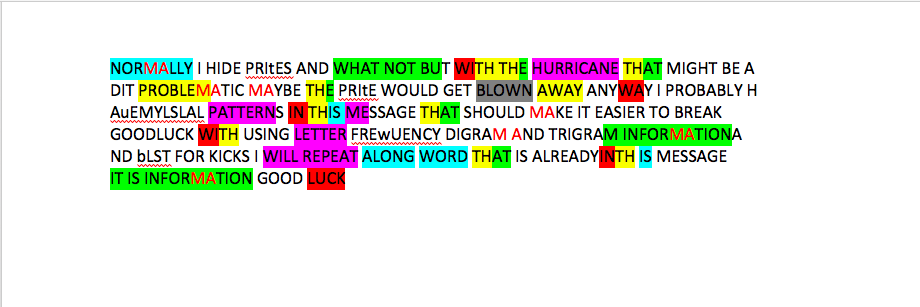 NORMALLY I HIDE PRItES AND WHAT NOT BUT WITH THE HURRICANE THAT MIGHT BE A
DIT PROBLEMATIC MAYBE THE PRItE WOULD GET BLOWN AWAY ANYWAY I PROBABLY H
AuEMYLSLAL PATTERNS IN THIS MESSAGE THAT SHOULD MAKE IT EASIER TO BREAK
GOODLUCK WITH USING LETTER FREwUENCY DIGRAM AND TRIGRAM INFORMATIONA
ND bLST FOR KICKS I WILL REPEAT ALONG WORD THAT IS ALREADYINTH IS MESSAGE
IT IS INFORMATION GOOD LUCK